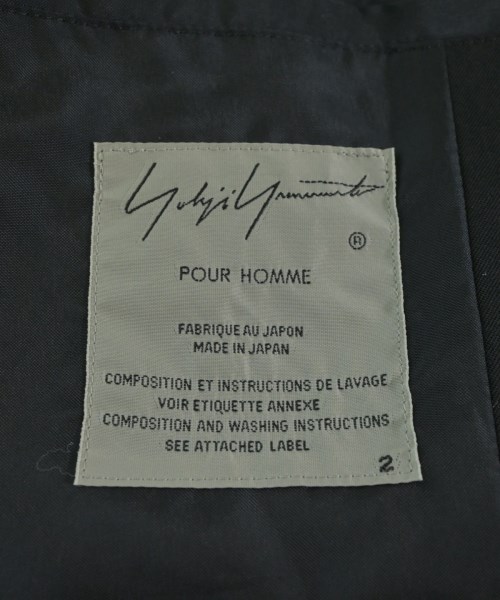 Yohji Yamamoto
®
POUR HOMME
FABRIQUE AU JAPON
MADE IN JAPAN
COMPOSITION ET INSTRUCTIONS DE LAVAGE
VOIR ETIQUETTE ANNEXE
COMPOSITION AND WASHING INSTRUCTIONS
SEE ATTACHED LABEL
2